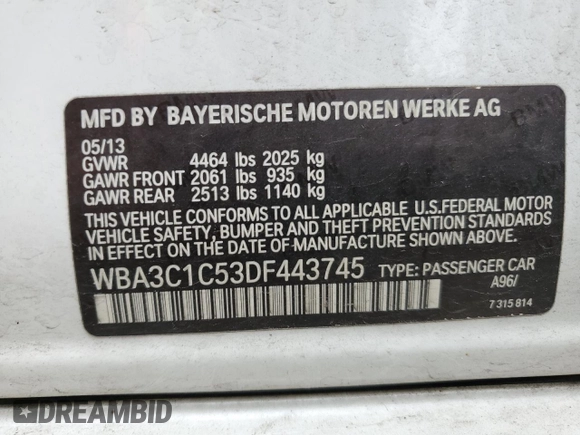 MFD BY BAYERISCHE MOTOREN WERKE AG
05/13
GVWR 4464 lbs 2025 kg
GAWR FRONT 2061 lbs 935 kg
GAWR REAR 2513 lbs 1140 kg
THIS VEHICLE CONFORMS TO ALL APPLICABLE U.S.FEDERAL MOTOR
VEHICLE SAFETY, BUMPER AND THEFT PREVENTION STANDARDS
IN EFFECT ON THE DATE OF MANUFACTURE SHOWN ABOVE.
WBA3C1C53DF443745 TYPE: PASSENGER CAR
A96/
7 315 814
DREAMBID